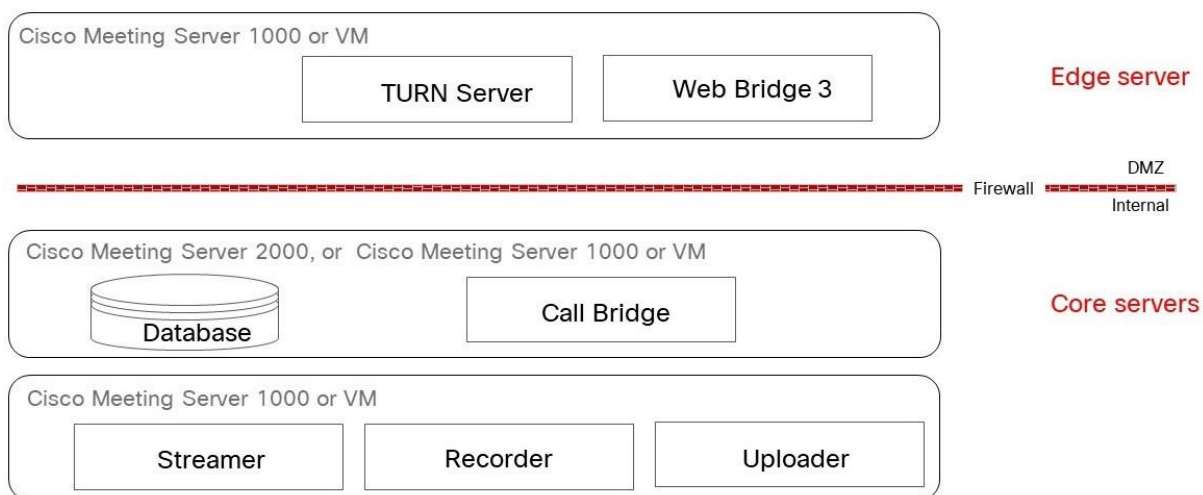 Cisco Meeting Server 1000 or VM
TURN Server
Web Bridge 3
Edge server
DMZ
Firewall
Internal
Cisco Meeting Server 2000, or Cisco Meeting Server 1000 or VM
Database
Call Bridge
Core servers
Cisco Meeting Server 1000 or VM
Streamer
Recorder
Uploader